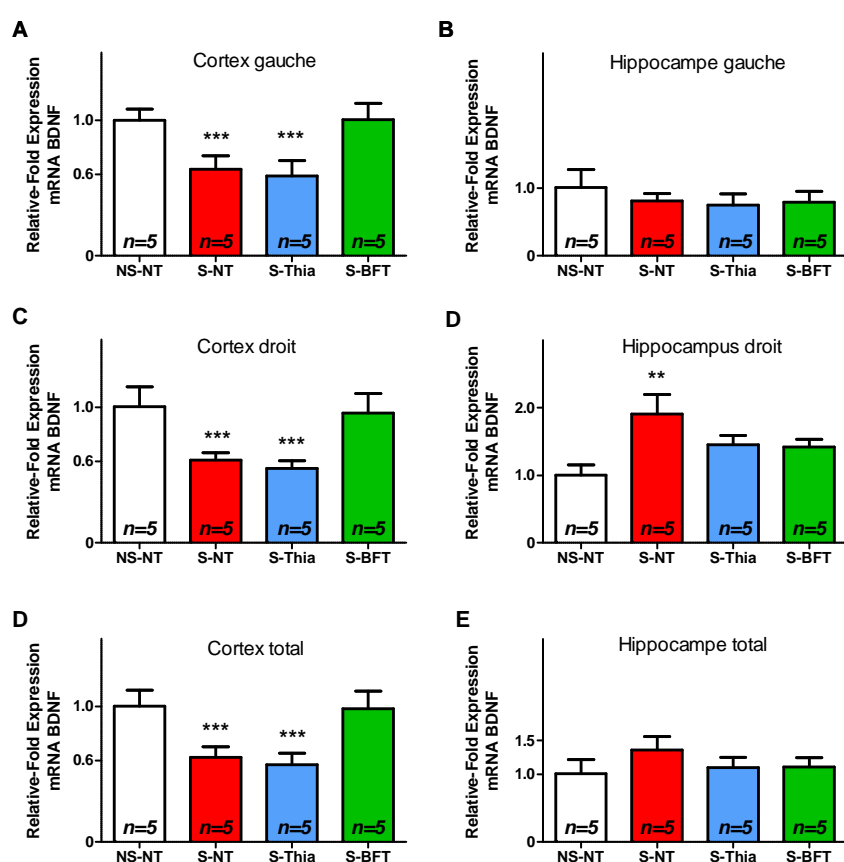 A
Cortex gauche
Relative-Fold Expression
mRNA BDNF
1.0
0.6
0
***
***
n=5
n=5
n=5
n=5
NS-NT
S-NT
S-Thia
S-BFT
B
Hippocampe gauche
Relative-Fold Expression
mRNA BDNF
1.0
0
n=5
n=5
n=5
n=5
NS-NT
S-NT
S-Thia
S-BFT
C
Cortex droit
Relative-Fold Expression
mRNA BDNF
1.0
0.6
0
***
***
n=5
n=5
n=5
n=5
NS-NT
S-NT
S-Thia
S-BFT
D
Hippocampus droit
Relative-Fold Expression
mRNA BDNF
2.0
1.0
0
**
n=5
n=5
n=5
n=5
NS-NT
S-NT
S-Thia
S-BFT
D
Cortex total
Relative-Fold Expression
mRNA BDNF
1.0
0.6
0
***
***
n=5
n=5
n=5
n=5
NS-NT
S-NT
S-Thia
S-BFT
E
Hippocampe total
Relative-Fold Expression
mRNA BDNF
1.5
1.0
0
n=5
n=5
n=5
n=5
NS-NT
S-NT
S-Thia
S-BFT